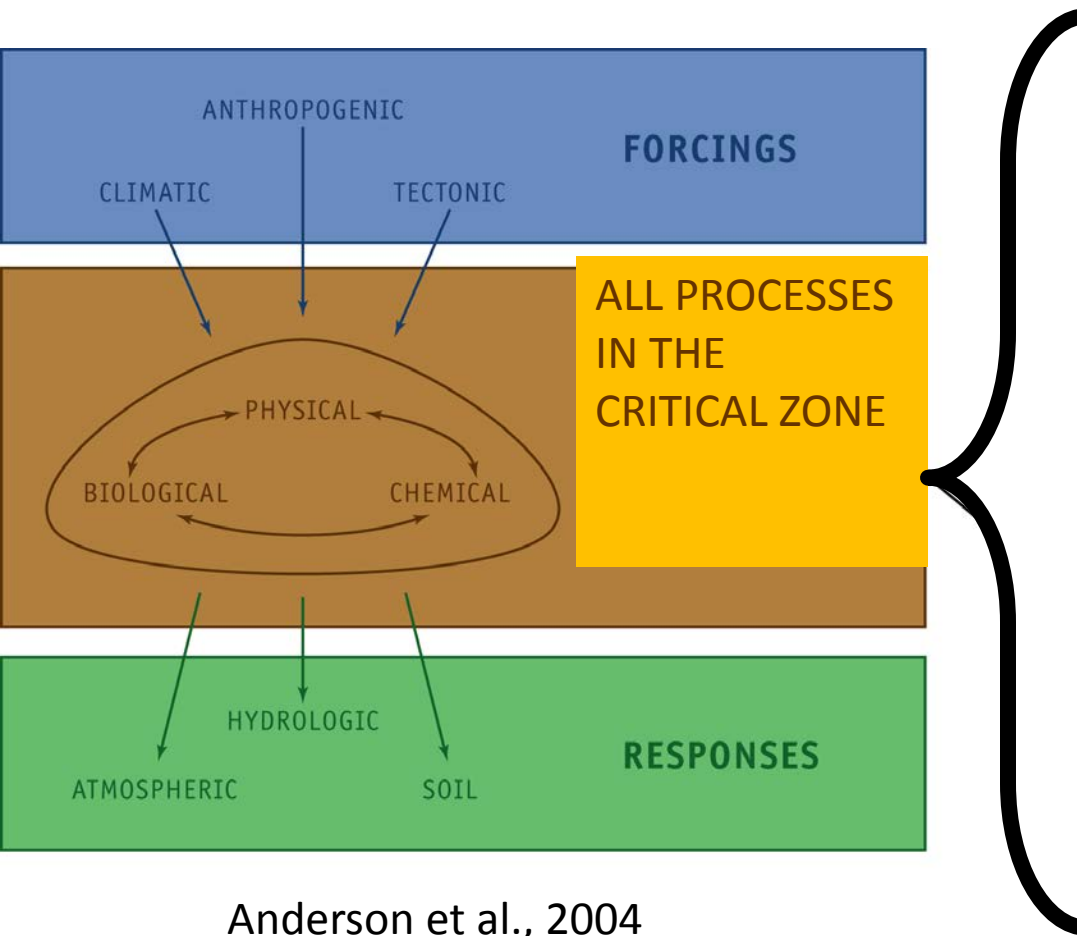 ANTHROPOGENIC
FORCINGS
CLIMATIC
TECTONIC
ALL PROCESSES
IN THE
CRITICAL ZONE
PHYSICAL
BIOLOGICAL
CHEMICAL
HYDROLOGIC
RESPONSES
ATMOSPHERIC
SOIL
Anderson et al., 2004